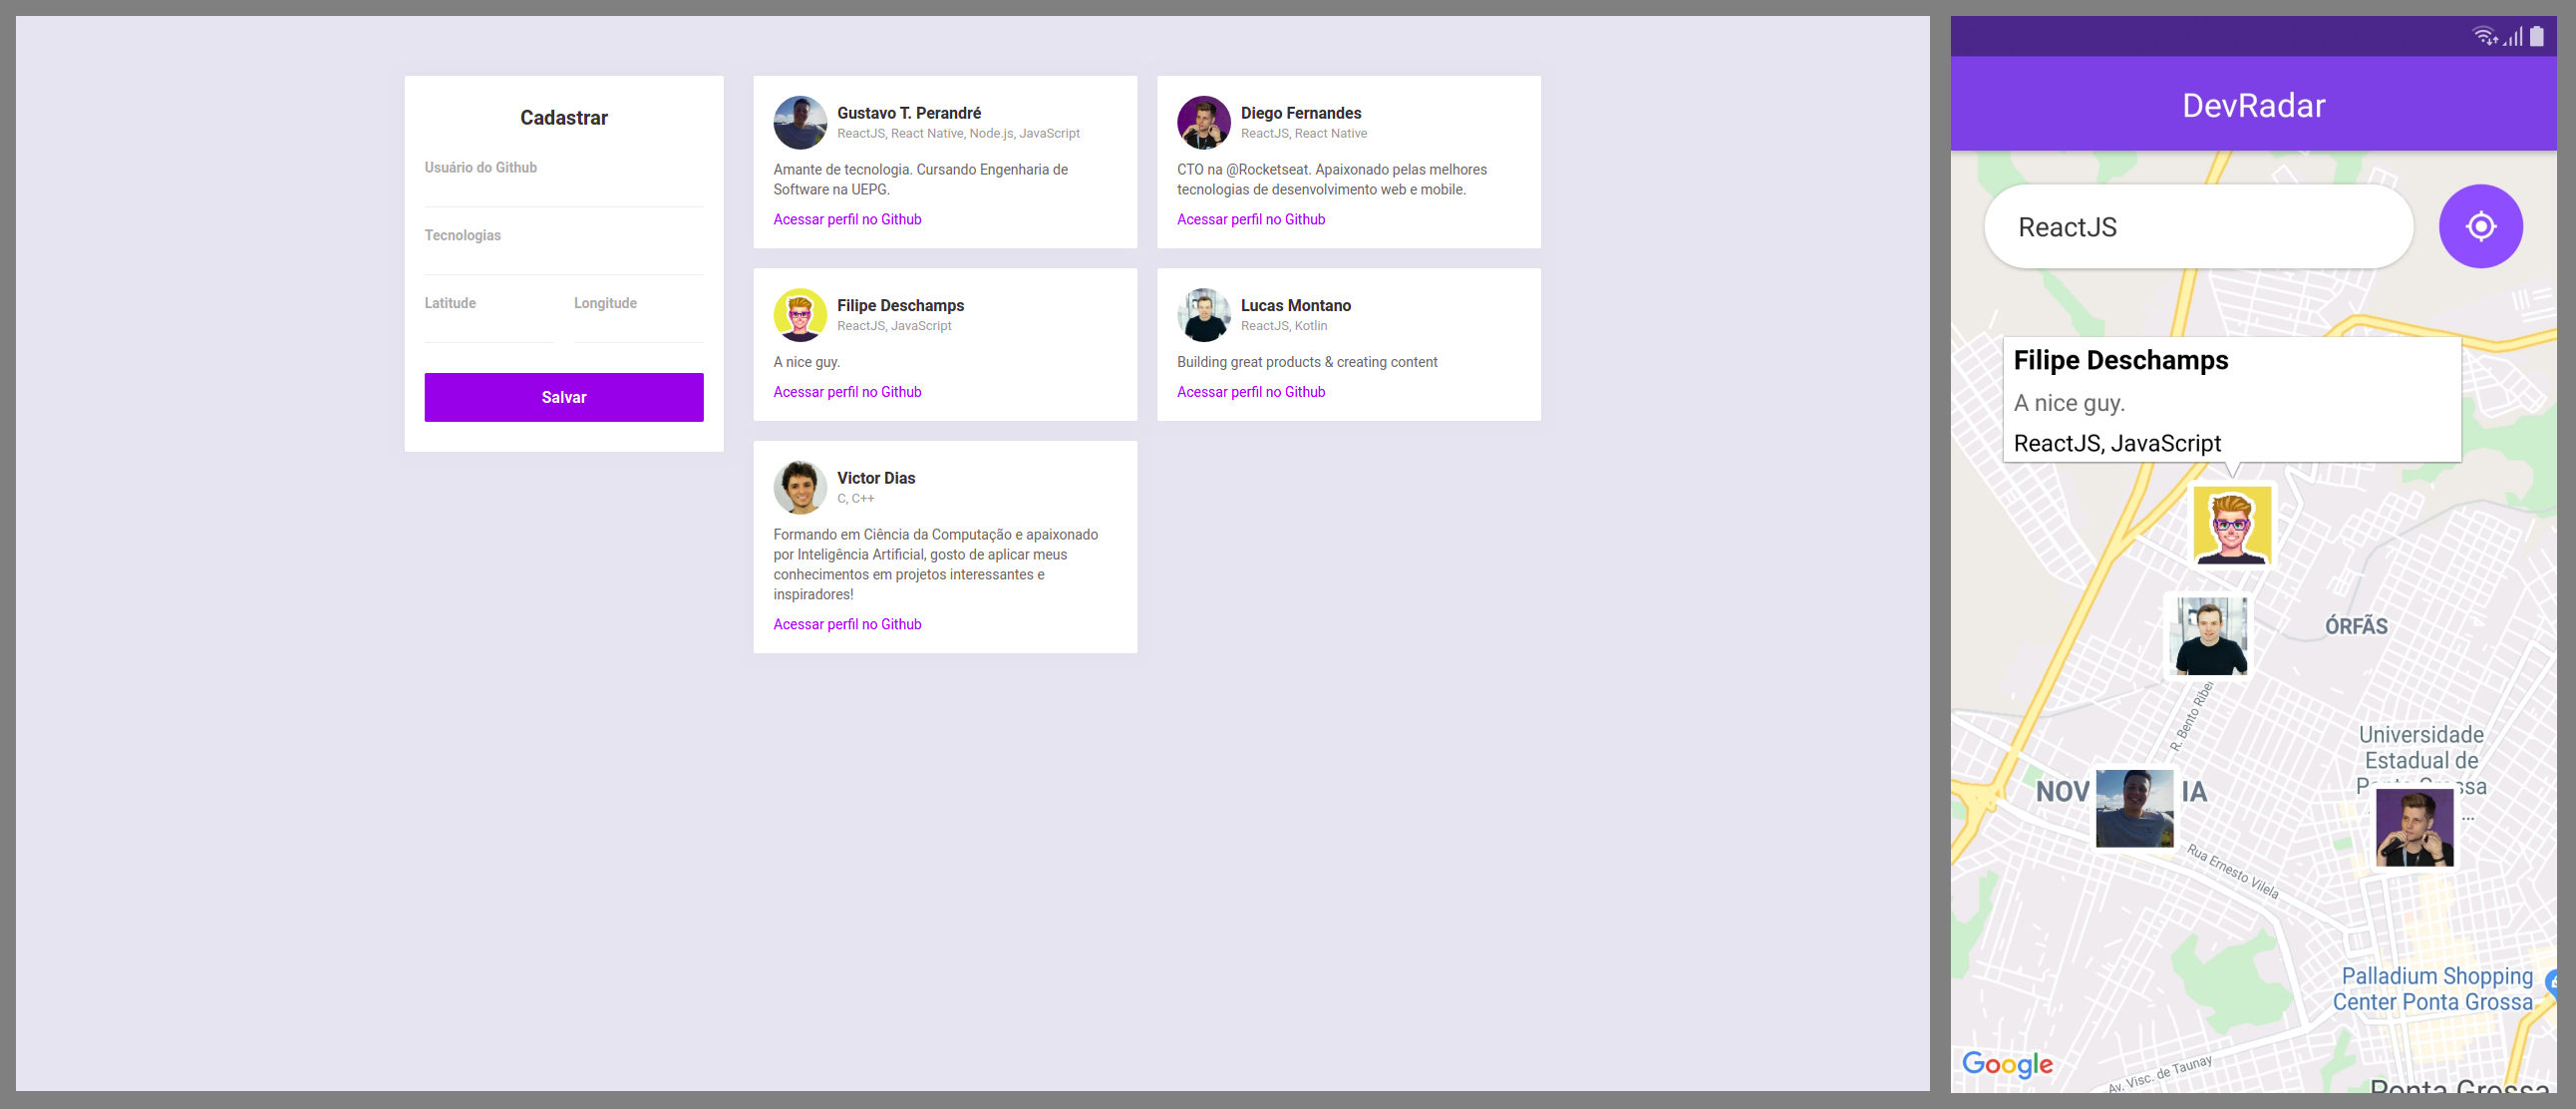 Cadastrar
Usuário do Github
Tecnologias
Latitude
Longitude
Salvar
Gustavo T. Perandré
ReactJS, React Native, Node.js, JavaScript
Amante de tecnologia. Cursando Engenharia de
Software na UEPG.
Acessar perfil no Github
Diego Fernandes
ReactJS, React Native
CTO na @Rocketseat. Apaixonado pelas melhores
tecnologias de desenvolvimento web e mobile.
Acessar perfil no Github
Filipe Deschamps
ReactJS, JavaScript
A nice guy.
Acessar perfil no Github
Lucas Montano
ReactJS, Kotlin
Building great products & creating content
Acessar perfil no Github
Victor Dias
C, C++
Formando em Ciência da Computação e apaixonado
por Inteligência Artificial, gosto de aplicar meus
conhecimentos em projetos interessantes e
inspiradores!
Acessar perfil no Github
DevRadar
ReactJS
Filipe Deschamps
A nice guy.
ReactJS, JavaScript
ÓRFÃS
R. Bento Ribei
Universidade
Estadual de
Ponta Grossa
...
NOV IA
Rua Ernesto Vilela
Palladium Shopping
Center Ponta Grossa
Google
Av. Visc. de Taunay
Ponta Grossa